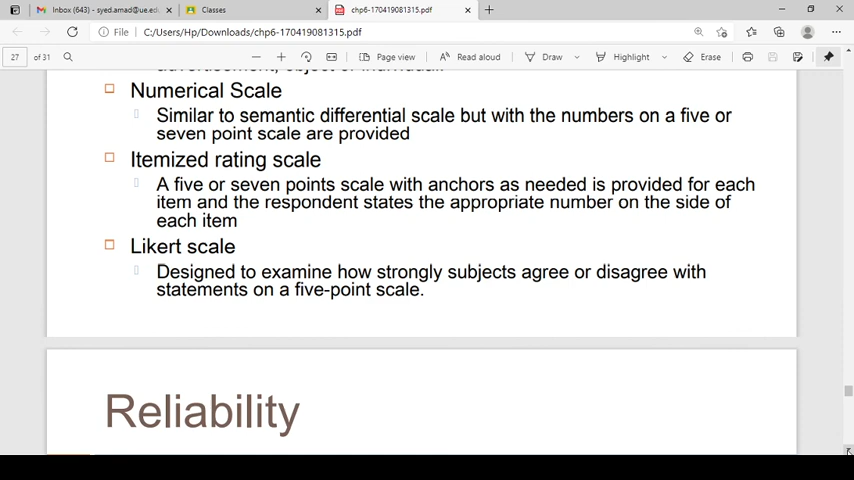 Inbox (643) - syed.amad@ue.edu
Classes
chp6-170419081315.pdf
File
C:/Users/Hp/Downloads/chp6-170419081315.pdf
27 of 31
Page view
Read aloud
Draw
Highlight
Erase
Numerical Scale
Similar to semantic differential scale but with the numbers on a five or
seven point scale are provided
Itemized rating scale
A five or seven points scale with anchors as needed is provided for each
item and the respondent states the appropriate number on the side of
each item
Likert scale
Designed to examine how strongly subjects agree or disagree with
statements on a five-point scale.
Reliability